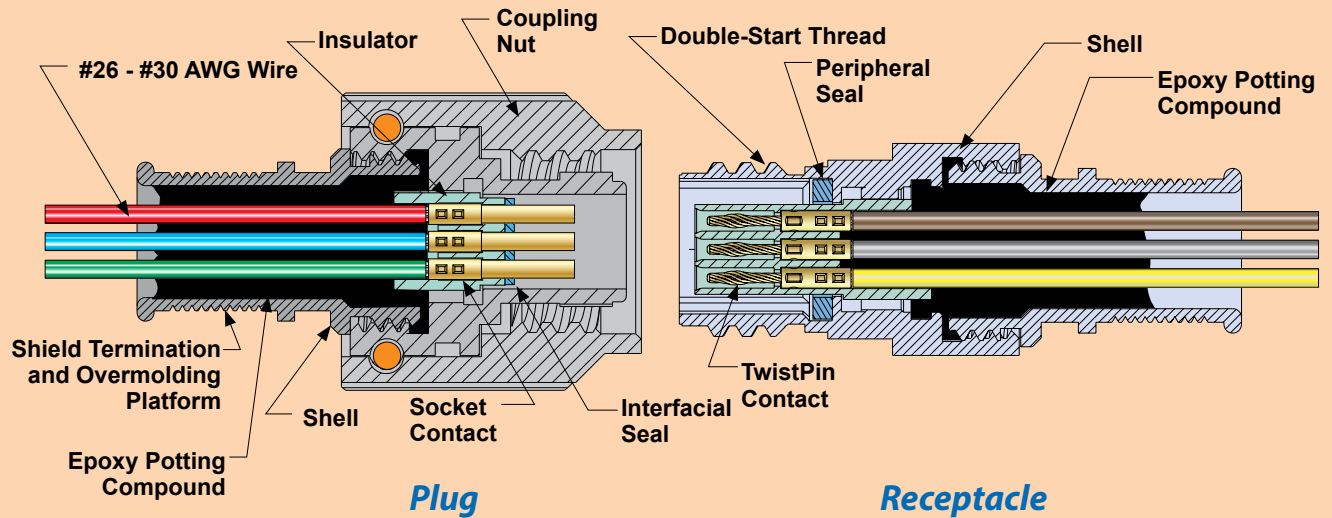 Insulator
Coupling
Nut
#26 - #30 AWG Wire
Double-Start Thread
Peripheral
Seal
Shell
Epoxy Potting
Compound
Shield Termination
and Overmolding
Platform
Shell
Socket
Contact
Interfacial
Seal
TwistPin
Contact
Epoxy Potting
Compound
Plug
Receptacle